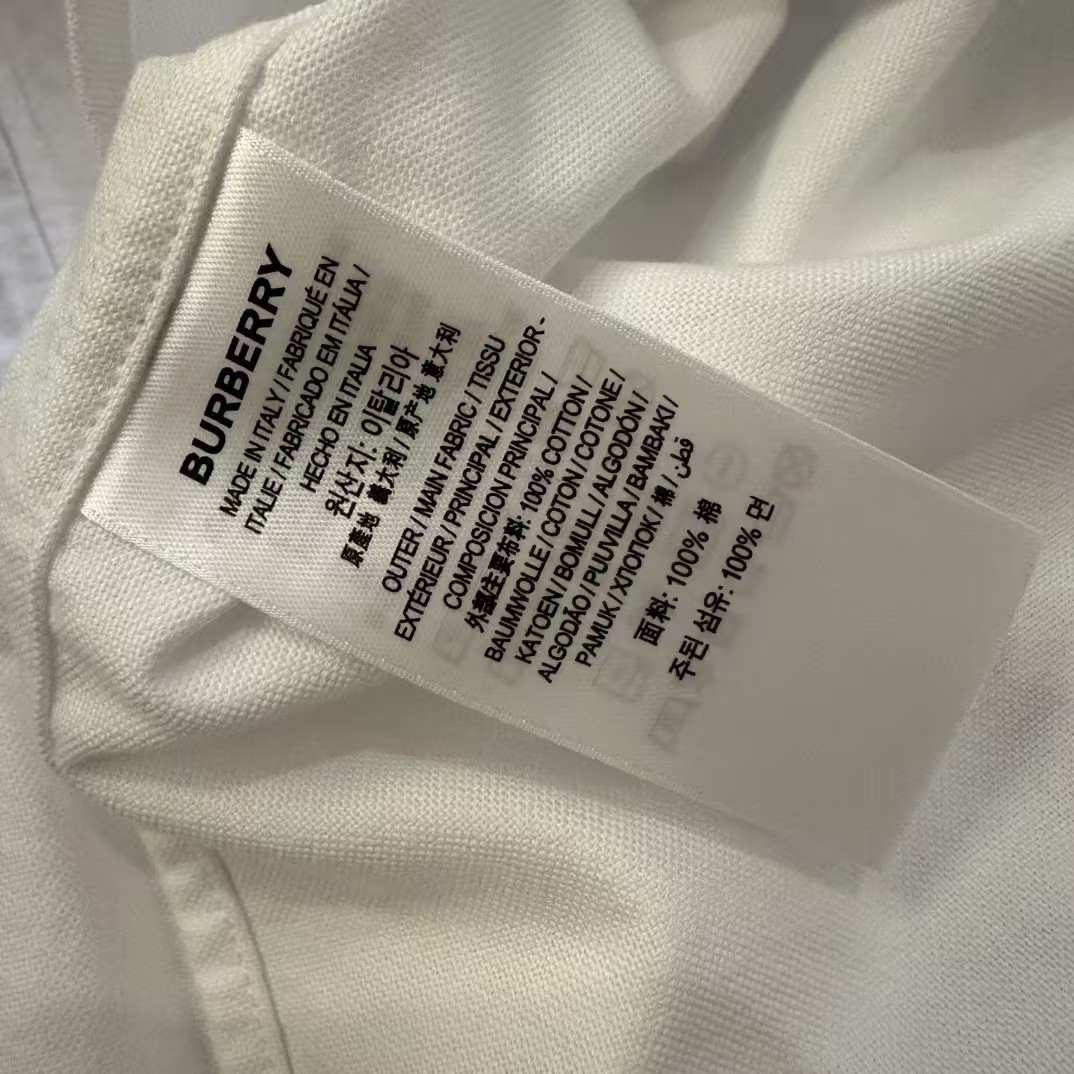 BURBERRY
MADE IN ITALY / FABRIQUÉ EN
ITALIE / FABRICADO EM ITÁLIA /
HECHO EN ITALIA
원산지: 이탈리아
原產地 義大利 / 原产地 意大利
OUTER / MAIN FABRIC / TISSU
EXTÉRIEUR / PRINCIPAL / EXTERIOR -
COMPOSICION PRINCIPAL /
外部主要布料: 100% COTTON /
BAUMWOLLE / COTON / COTONE /
KATOEN / BOMULL / ALGODÓN /
ALGODÃO / PUUVILLA / BAMBAKI /
PAMUK / ΧΠΟΠΟΚ / 棉 / قطن
面料: 100% 棉
주된 섬유: 100% 면